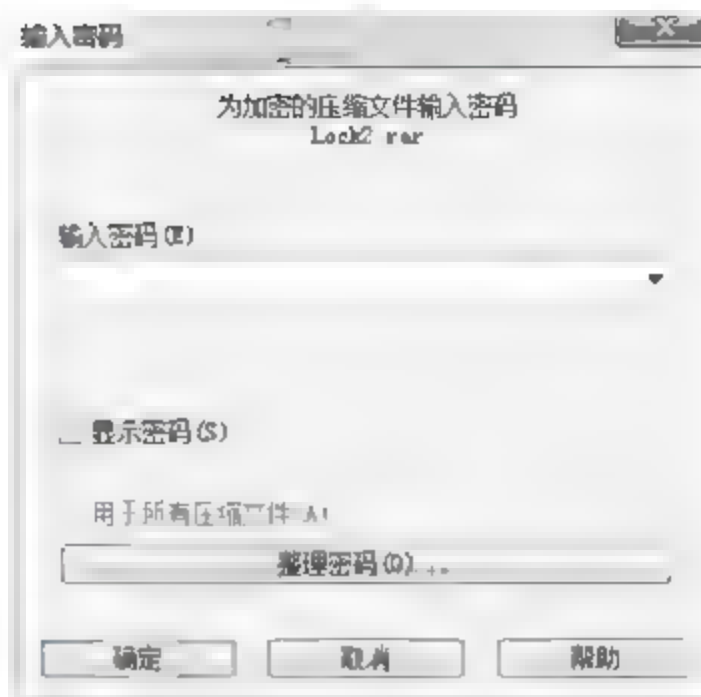 输入密码
为加密的压缩文件输入密码
Lock2 rar
输入密码(E)
显示密码(S)
用于所有压缩文件(A)
整理密码(O)...
确定
取消
帮助